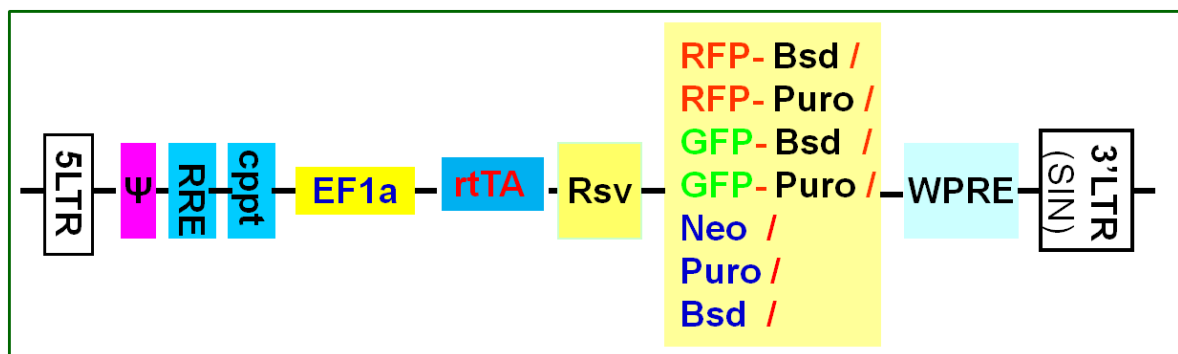 5LTR
Ψ
RRE
cppt
EF1a
rtTA
Rsv
RFP- Bsd /
RFP- Puro /
GFP- Bsd /
GFP- Puro /
Neo /
Puro /
Bsd /
WPRE
3'LTR
(SIN)